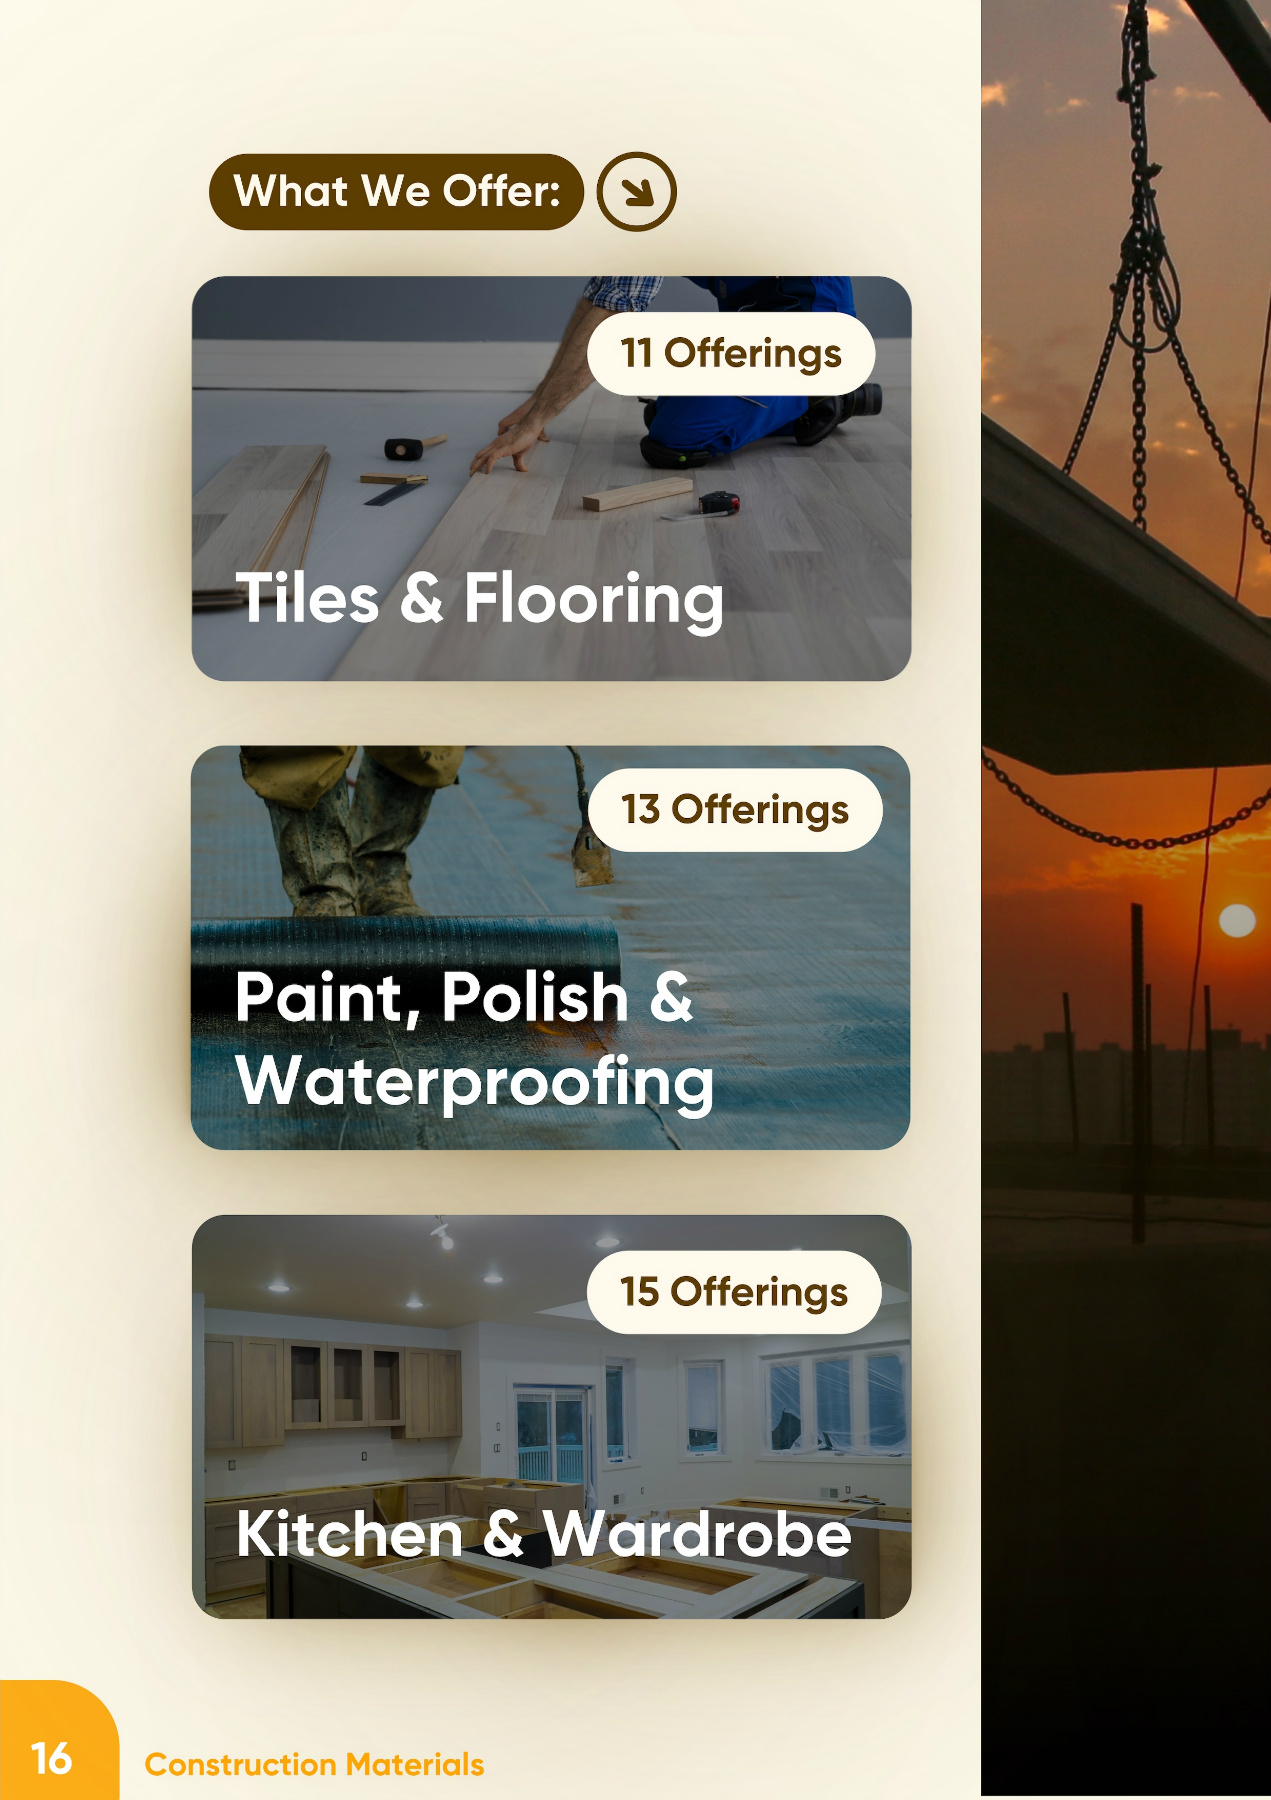 What We Offer:
11 Offerings
Tiles & Flooring
13 Offerings
Paint, Polish &
Waterproofing
15 Offerings
Kitchen & Wardrobe
16
Construction Materials